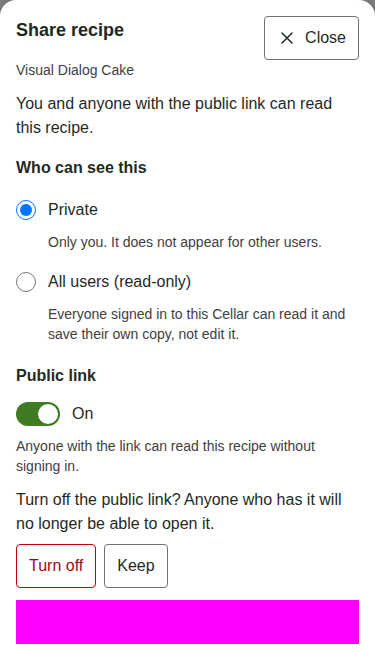 Share recipe
Close
Visual Dialog Cake
You and anyone with the public link can read
this recipe.
Who can see this
Private
Only you. It does not appear for other users.
All users (read-only)
Everyone signed in to this Cellar can read it and
save their own copy, not edit it.
Public link
On
Anyone with the link can read this recipe without
signing in.
Turn off the public link? Anyone who has it will
no longer be able to open it.
Turn off
Keep